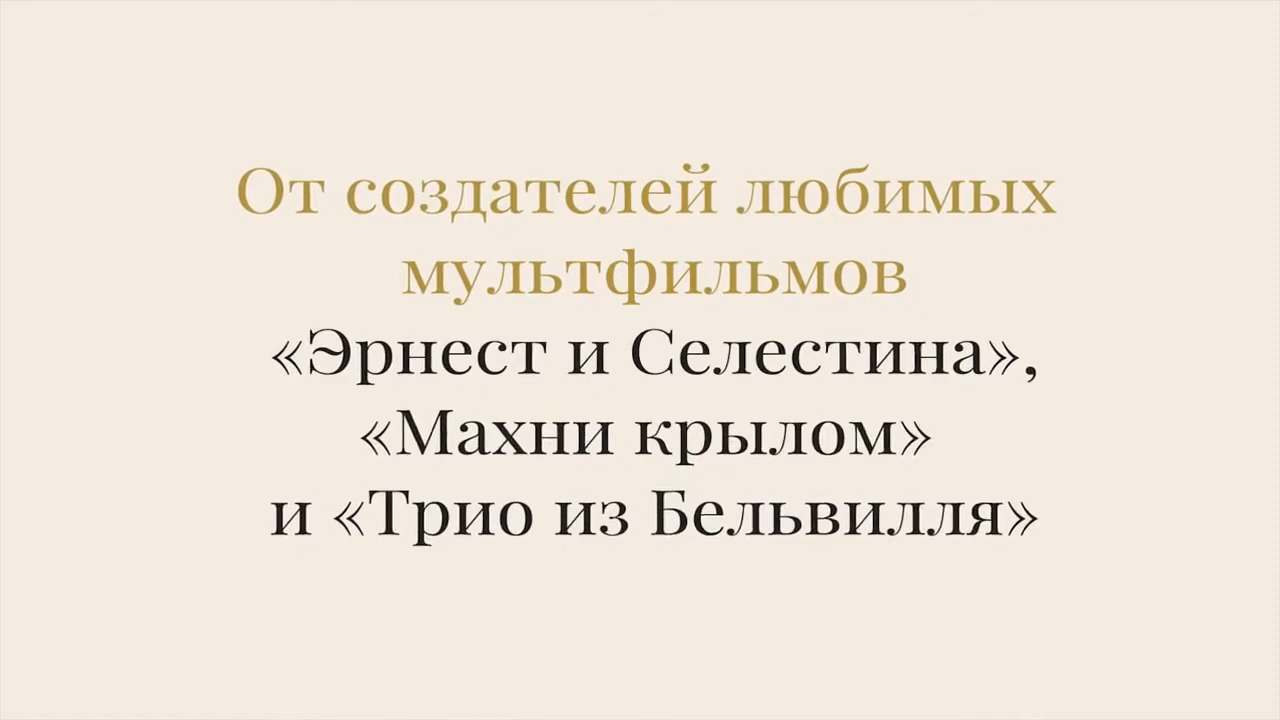 От создателей любимых
мультфильмов
«Эрнест и Селестина»,
«Махни крылом»
и «Трио из Бельвилля»